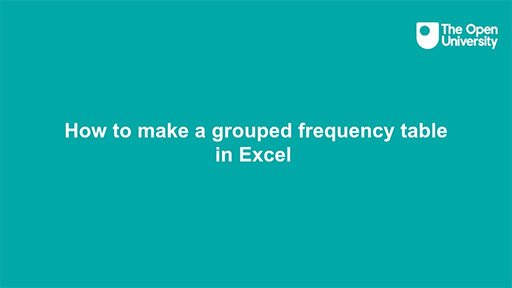 The Open
University
How to make a grouped frequency table
in Excel